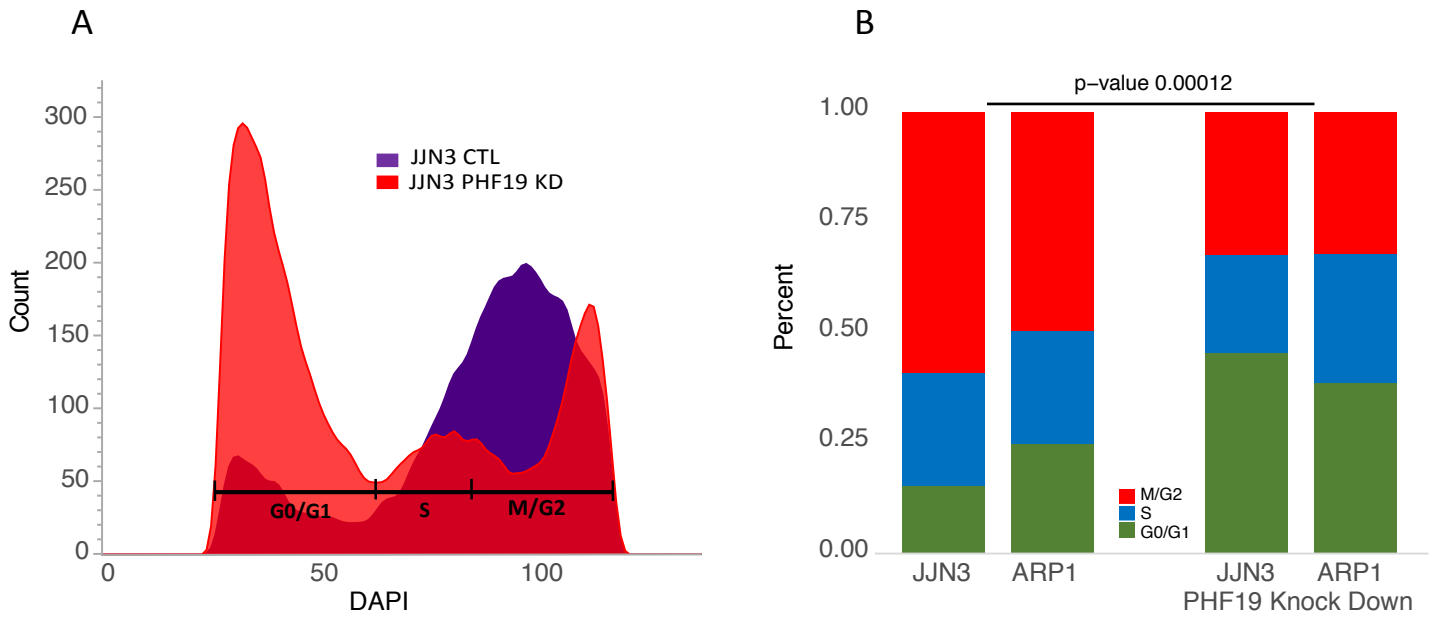 A
300
250
200
150
100
50
0
Count
JJN3 CTL
JJN3 PHF19 KD
G0/G1
S
M/G2
0
50
100
DAPI
B
p−value 0.00012
1.00
0.75
0.50
0.25
0.00
Percent
M/G2
S
G0/G1
JJN3
ARP1
JJN3
ARP1
PHF19 Knock Down